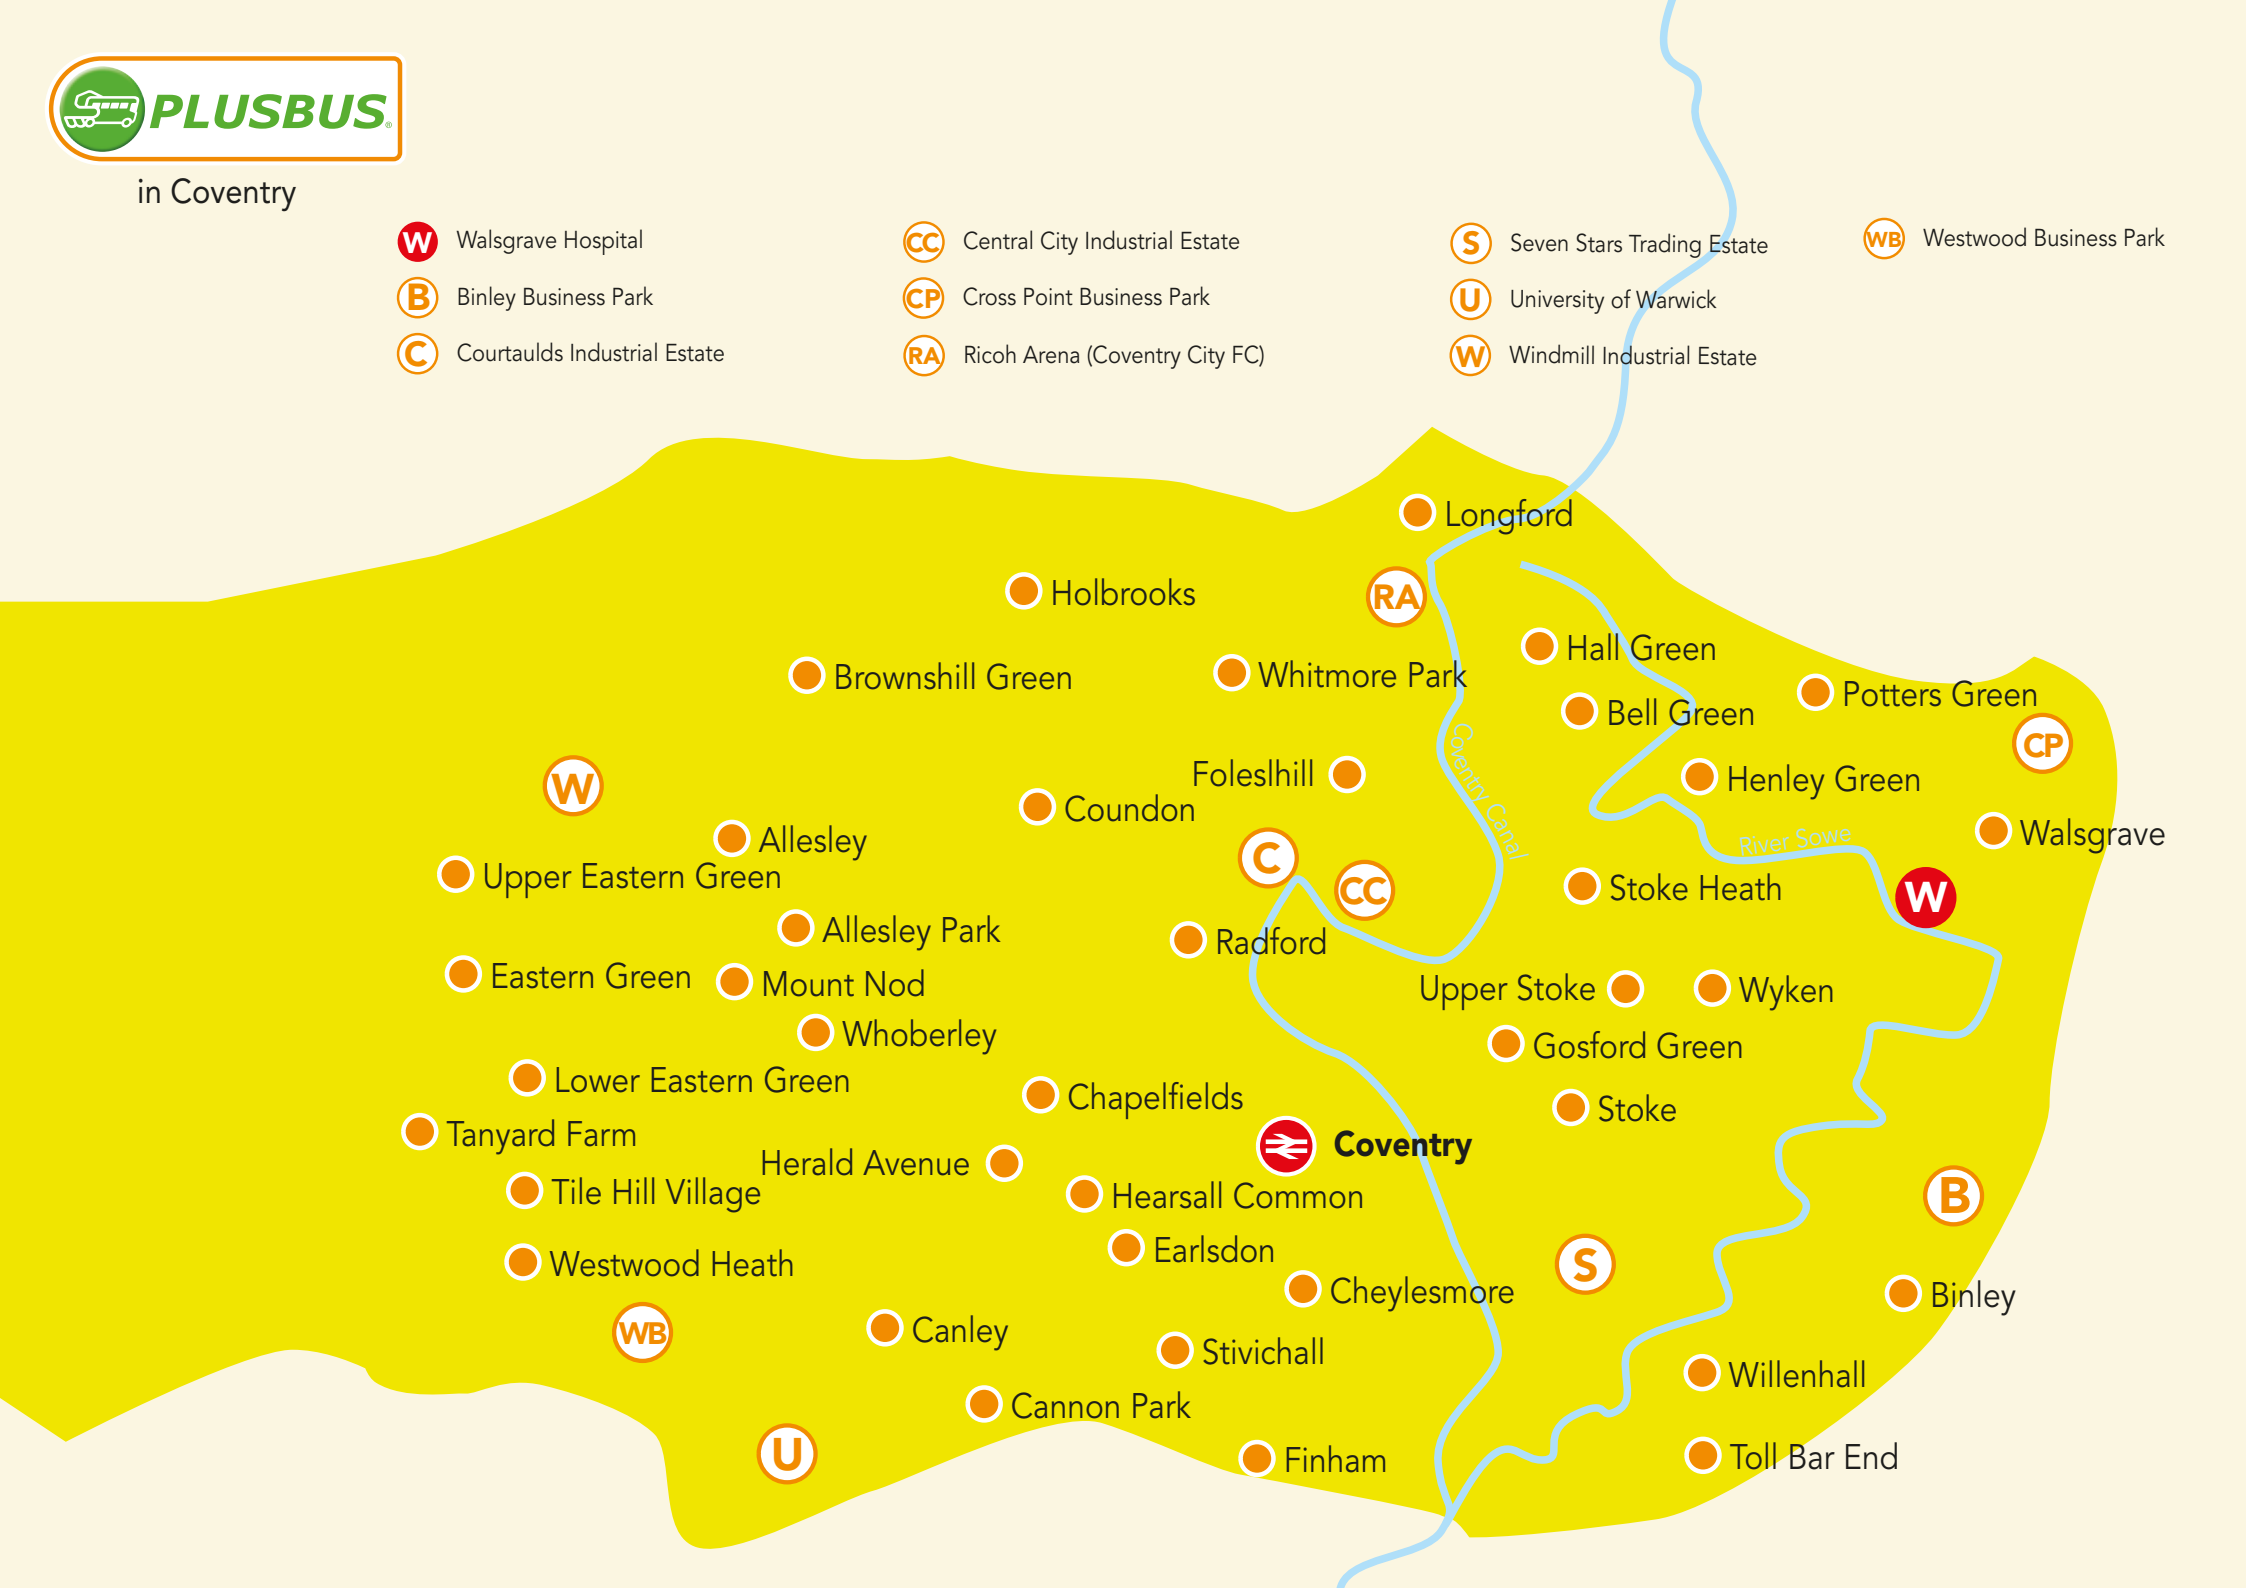 PLUSBUS®
in Coventry
W Walsgrave Hospital
B Binley Business Park
C Courtaulds Industrial Estate
CC Central City Industrial Estate
CP Cross Point Business Park
RA Ricoh Arena (Coventry City FC)
S Seven Stars Trading Estate
U University of Warwick
W Windmill Industrial Estate
WB Westwood Business Park
Longford
Holbrooks
RA
Hall Green
Brownshill Green
Whitmore Park
Potters Green
Bell Green
Coventry Canal
CP
Foleslhill
Henley Green
W
Coundon
Allesley
River Sowe
Walsgrave
C
Upper Eastern Green
CC
Stoke Heath
W
Allesley Park
Radford
Eastern Green
Mount Nod
Upper Stoke
Wyken
Whoberley
Gosford Green
Lower Eastern Green
Chapelfields
Stoke
Tanyard Farm
Coventry
Herald Avenue
Tile Hill Village
Hearsall Common
B
Earlsdon
Westwood Heath
S
Cheylesmore
Binley
WB
Canley
Stivichall
Willenhall
Cannon Park
U
Finham
Toll Bar End